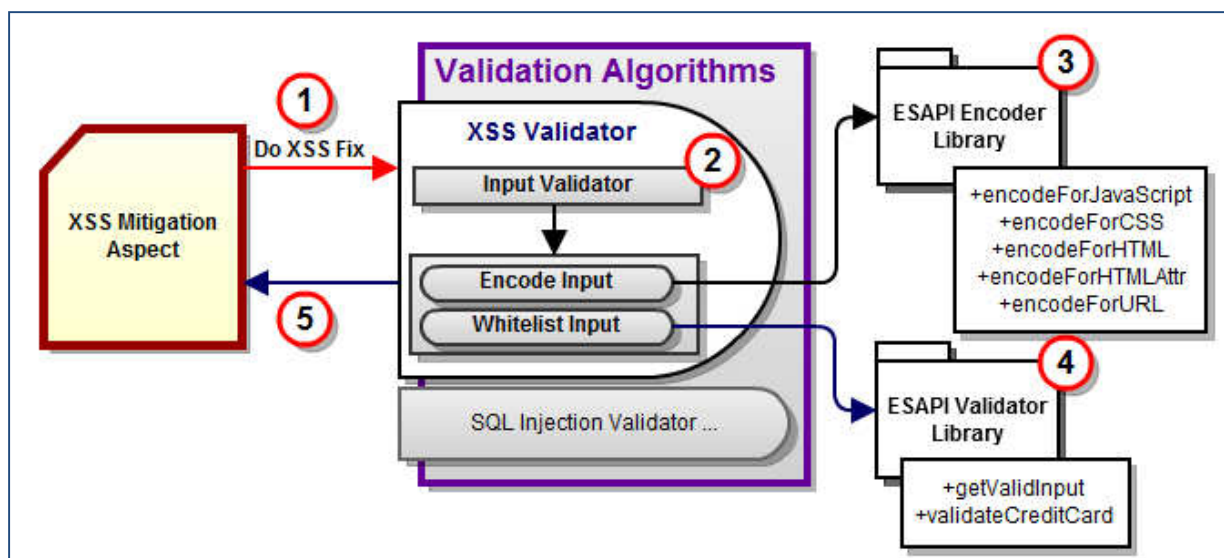 Validation Algorithms
1
Do XSS Fix
XSS Mitigation
Aspect
5
XSS Validator
2
Input Validator
Encode Input
Whitelist Input
SQL Injection Validator ...
3
ESAPI Encoder
Library
+encodeForJavaScript
+encodeForCSS
+encodeForHTML
+encodeForHTMLAttr
+encodeForURL
4
ESAPI Validator
Library
+getValidInput
+validateCreditCard